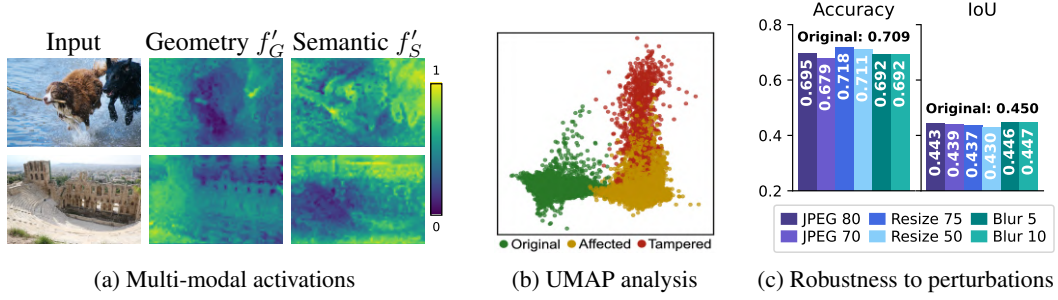 Input Geometry f'_G Semantic f'_S
1
0
(a) Multi-modal activations
Original Affected Tampered
(b) UMAP analysis
Accuracy IoU
0.8
0.6
0.4
0.2
Original: 0.709
0.695 0.679 0.718 0.711 0.692 0.692
Original: 0.450
0.443 0.439 0.437 0.430 0.446 0.447
JPEG 80 Resize 75 Blur 5
JPEG 70 Resize 50 Blur 10
(c) Robustness to perturbations